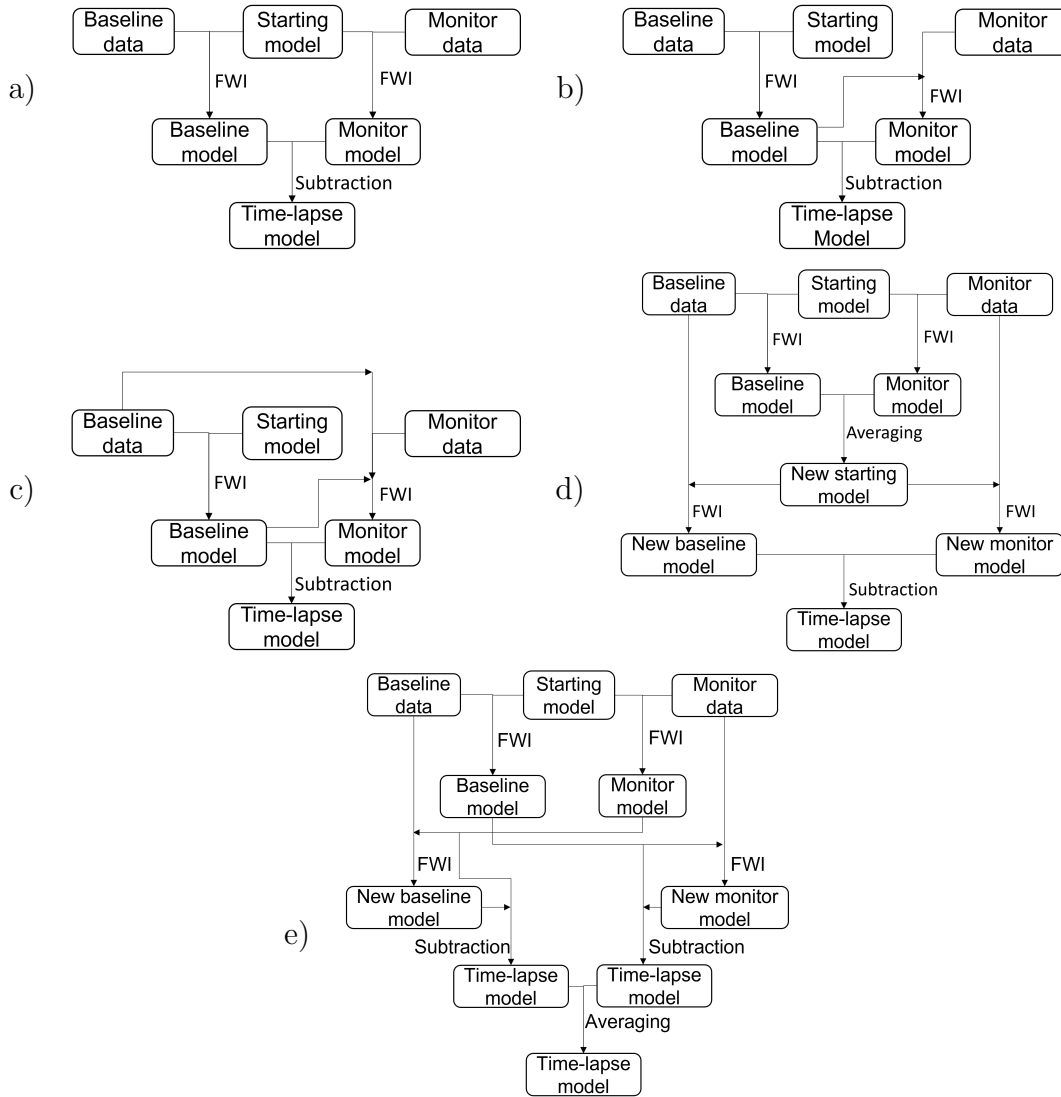 a)
Baseline
data
Starting
model
Monitor data
FWI
FWI
Baseline
model
Monitor
model
Subtraction
Time-lapse
model
b)
Baseline
data
Starting
model
Monitor data
FWI
FWI
Baseline
model
Monitor
model
Subtraction
Time-lapse
Model
c)
Baseline
data
Starting
model
Monitor
data
FWI
FWI
Baseline
model
Monitor
model
Subtraction
Time-lapse
model
d)
Baseline
data
Starting
model
Monitor
data
FWI
FWI
Baseline
model
Monitor
model
Averaging
New starting
model
FWI
FWI
New baseline
model
New monitor
model
Subtraction
Time-lapse
model
e)
Baseline
data
Starting
model
Monitor
data
FWI
FWI
Baseline
model
Monitor
model
FWI
FWI
New baseline
model
New monitor
model
Subtraction
Subtraction
Time-lapse
model
Time-lapse
model
Averaging
Time-lapse
model